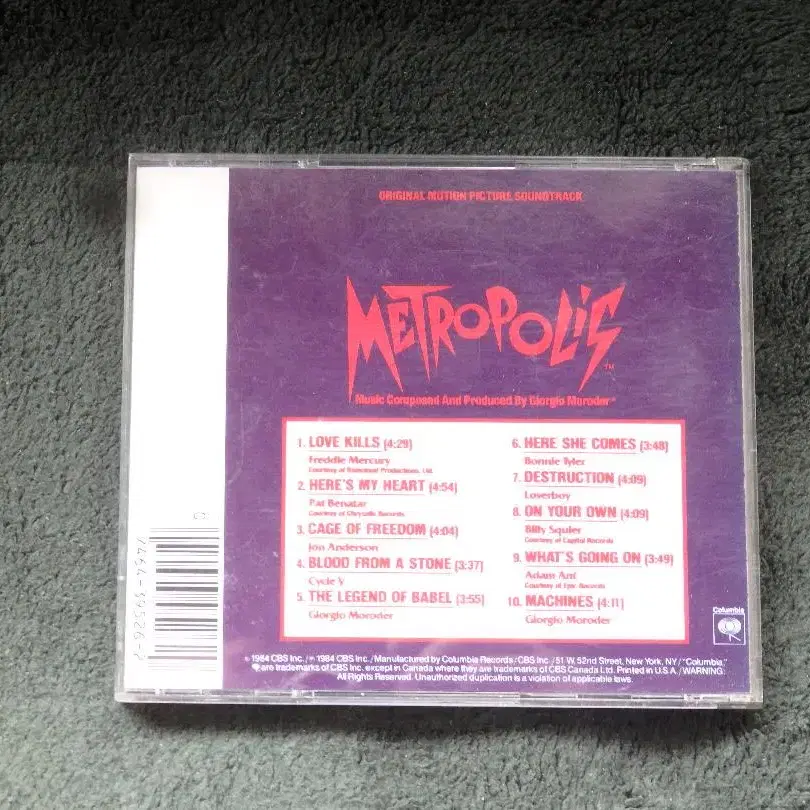 ORIGINAL MOTION PICTURE SOUNDTRACK
METROPOLIS™
Music Composed And Produced By Giorgio Moroder
1. LOVE KILLS (4:29)
Freddie Mercury
2. HERE'S MY HEART (4:54)
Pat Benatar
Courtesy of Chrysalis Records
3. CAGE OF FREEDOM (4:04)
Jon Anderson
4. BLOOD FROM A STONE (3:37)
Cycle V
5. THE LEGEND OF BABEL (3:55)
Giorgio Moroder
6. HERE SHE COMES (3:48)
Bonnie Tyler
7. DESTRUCTION (4:09)
Loverboy
8. ON YOUR OWN (4:09)
Billy Squier
Courtesy of Capitol Records
9. WHAT'S GOING ON (3:49)
Adam Ant
Courtesy of Epic Records
10. MACHINES (4:11)
Giorgio Moroder
Columbia
© 1984 CBS Inc./℗ 1984 CBS Inc./Manufactured by Columbia Records/CBS Inc./51 W. 52nd Street, New York, NY/"Columbia,"
are trademarks of CBS Inc. except in Canada where they are trademarks of CBS Canada Ltd. Printed in U.S.A./WARNING:
All Rights Reserved. Unauthorized duplication is a violation of applicable laws.